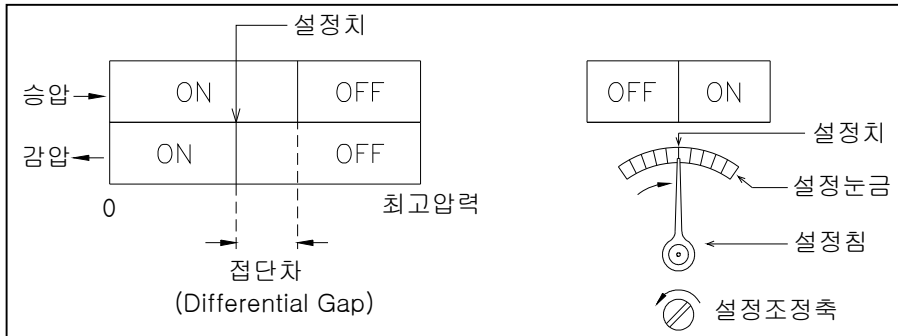 설정치
승압
ON
OFF
감압
ON
OFF
0
최고압력
접단차
(Differential Gap)
OFF
ON
설정치
설정눈금
설정침
설정조정축